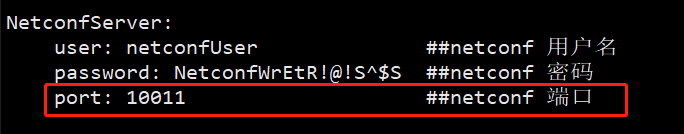 NetconfServer:
user: netconfUser ##netconf 用户名
password: NetconfWrEtR!@!S^$S ##netconf 密码
port: 10011 ##netconf 端口